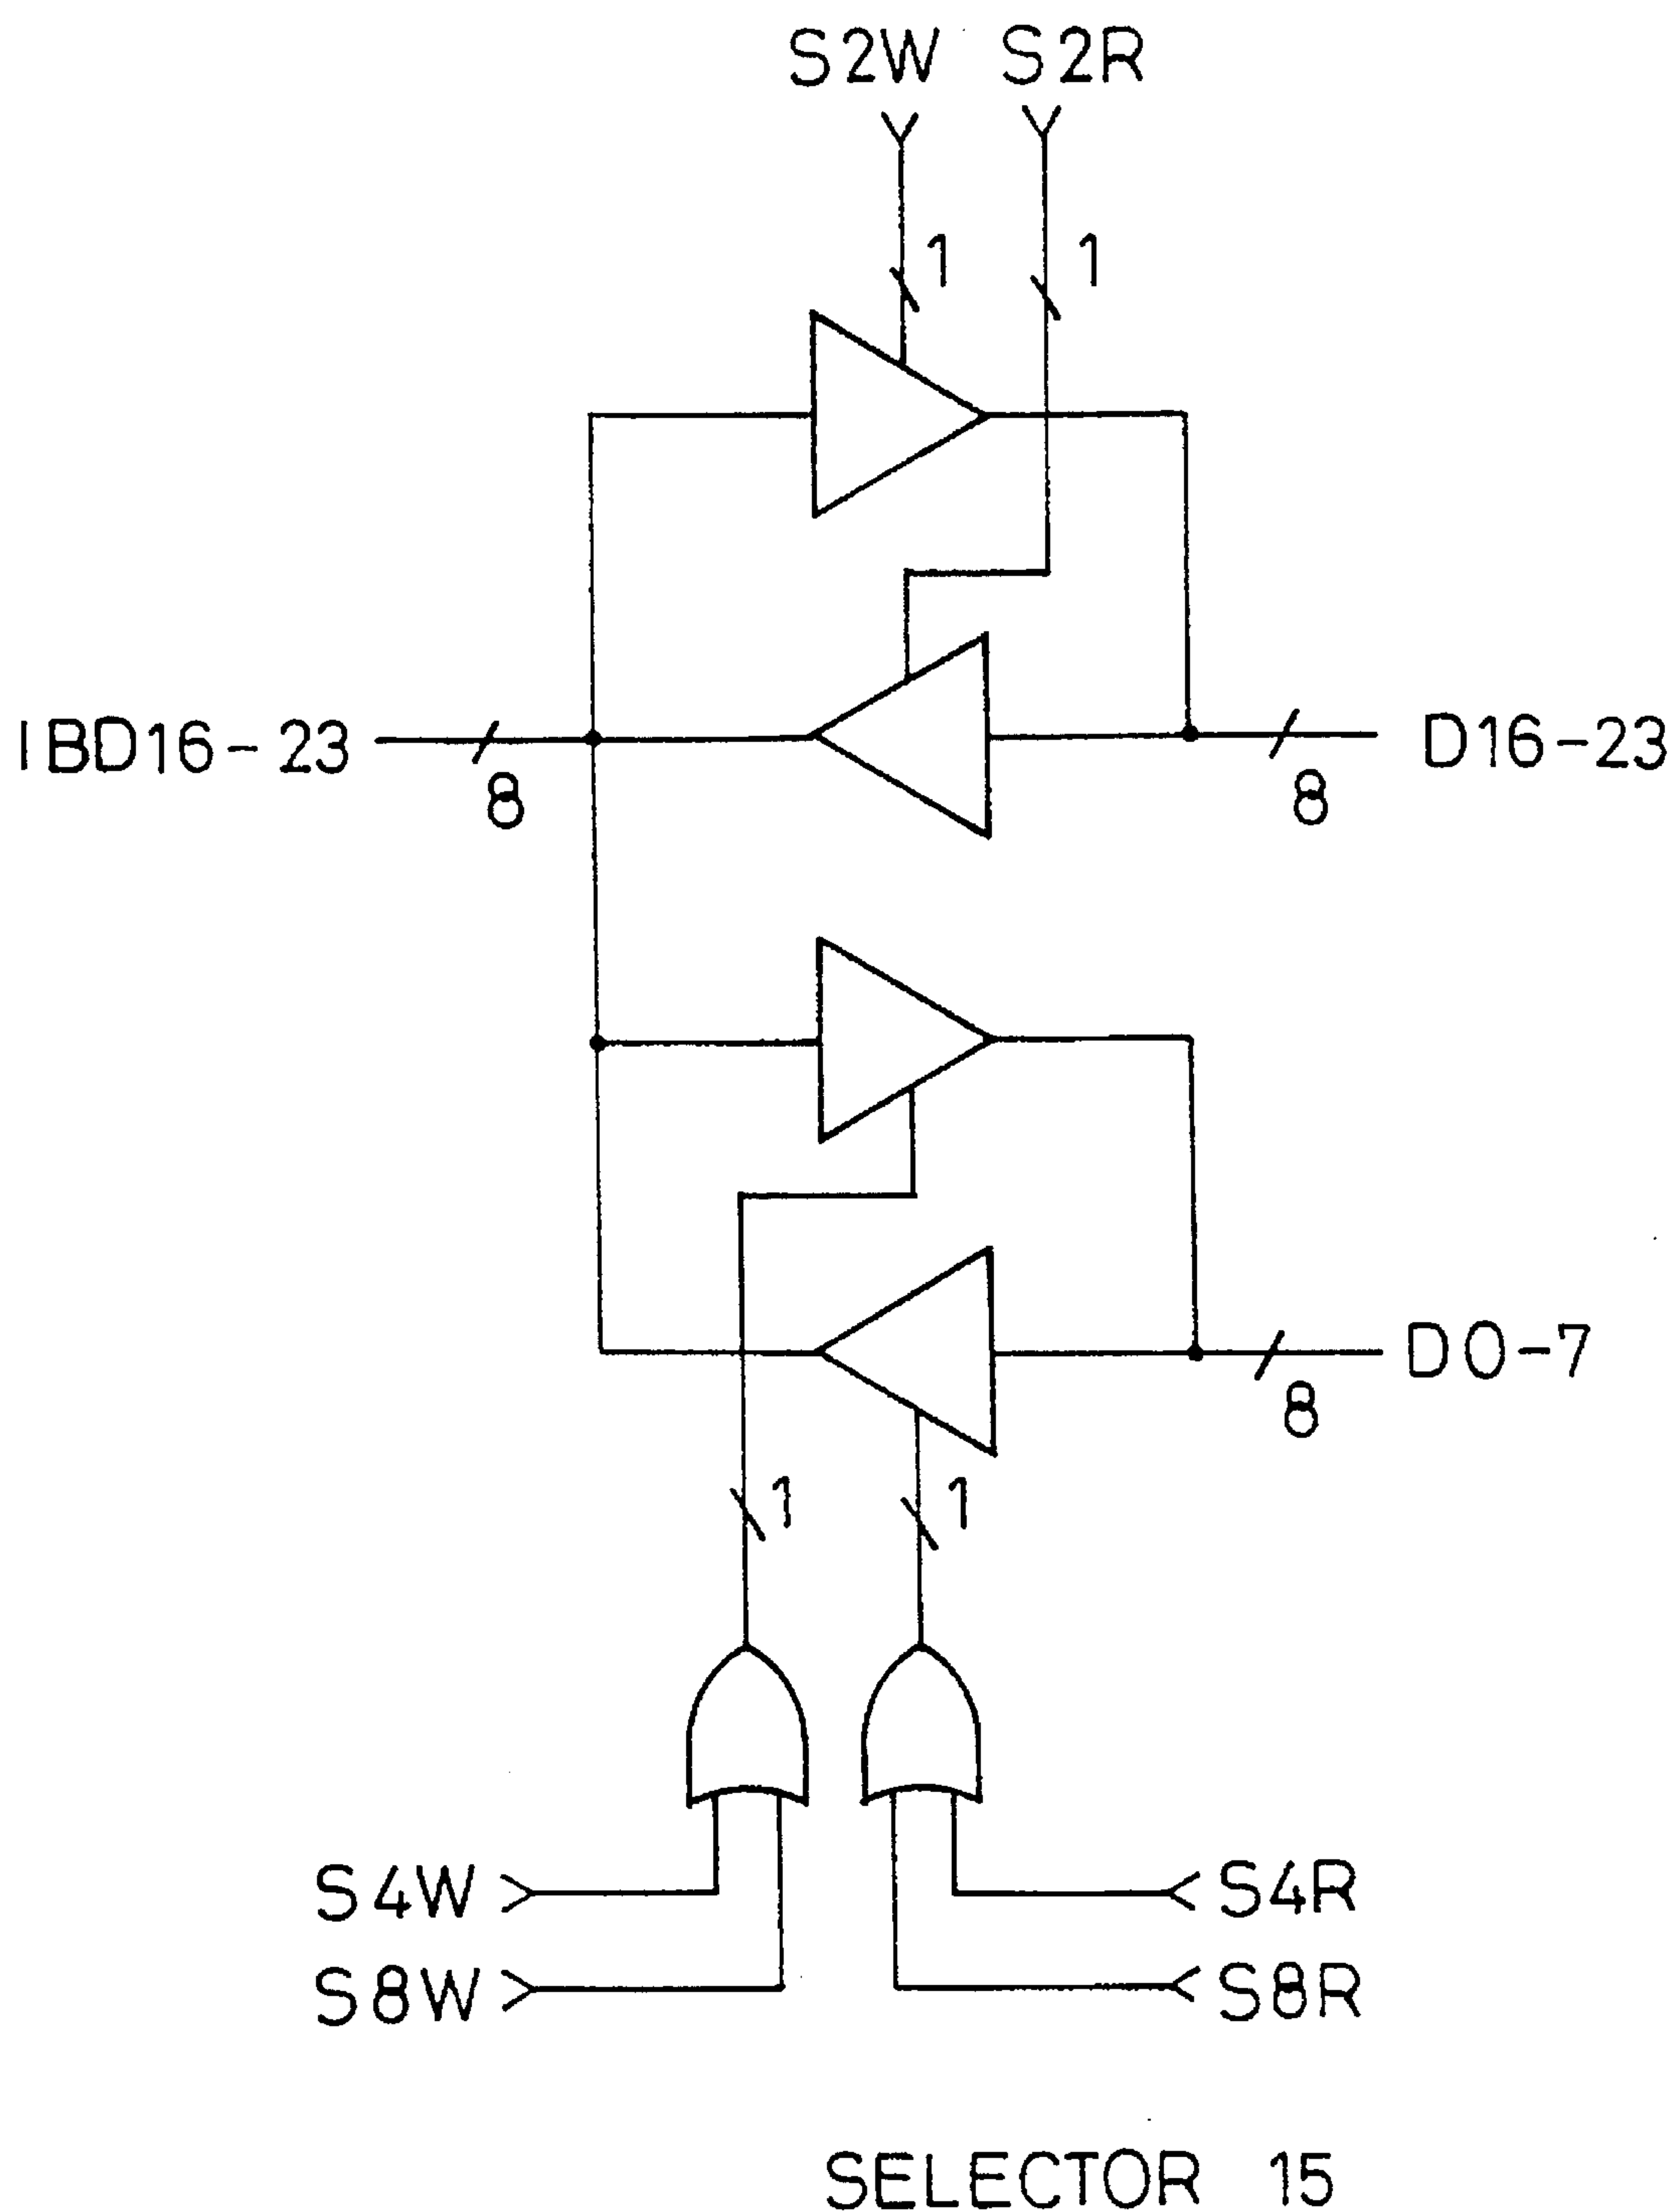 S2W S2R
1 1
IBD16-23 8 8 D16-23
D0-7
8
1 1
S4W S4R
S8W S8R
SELECTOR 15